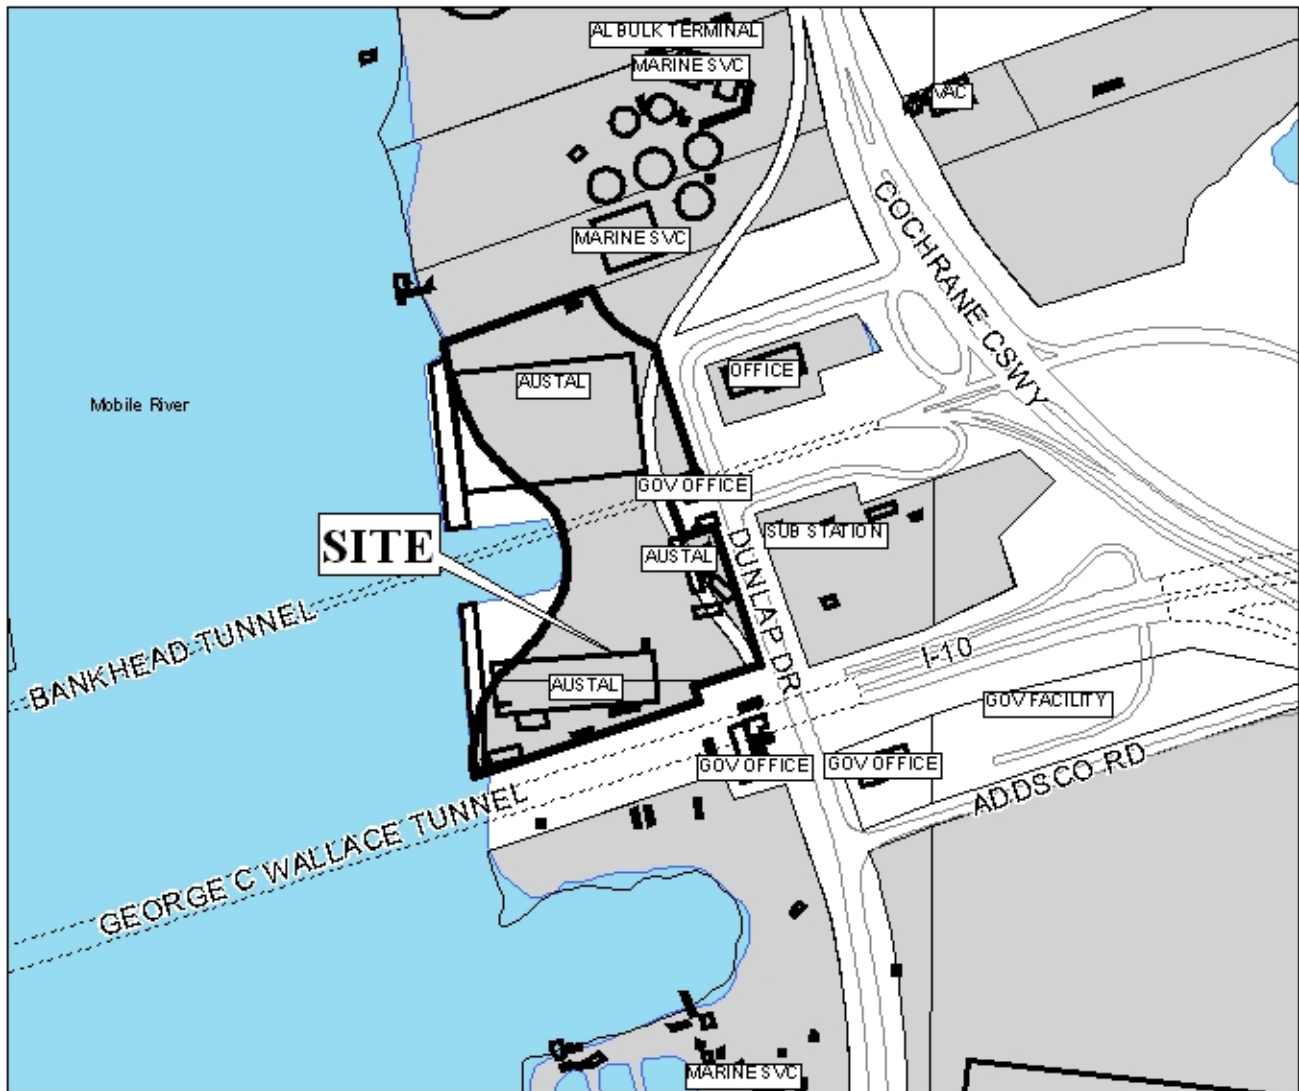 AL BULK TERMINAL
MARINE SVC
VAC
MARINE SVC
COCHRANE CSWY
OFFICE
AUSTAL
Mobile River
GOV OFFICE
SITE
SUB STATION
AUSTAL
DUNLAP DR
BANKHEAD TUNNEL
I-10
AUSTAL
GOV FACILITY
GOV OFFICE
GOV OFFICE
ADDSCO RD
GEORGE C WALLACE TUNNEL
MARINE SVC